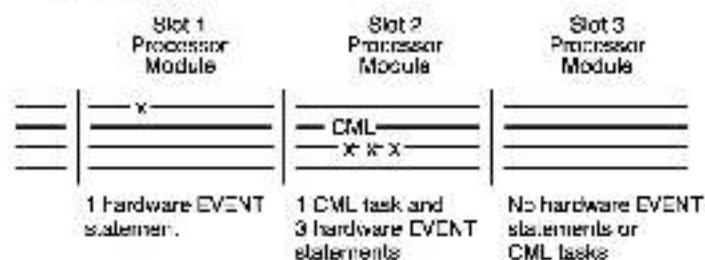 Slot 1
Processor
Module
Slot 2
Processor
Module
Slot 3
Processor
Module
x
CML
x x x
1 hardware EVENT
statement
1 CML task and
3 hardware EVENT
statements
No hardware EVENT
statements or
CML tasks